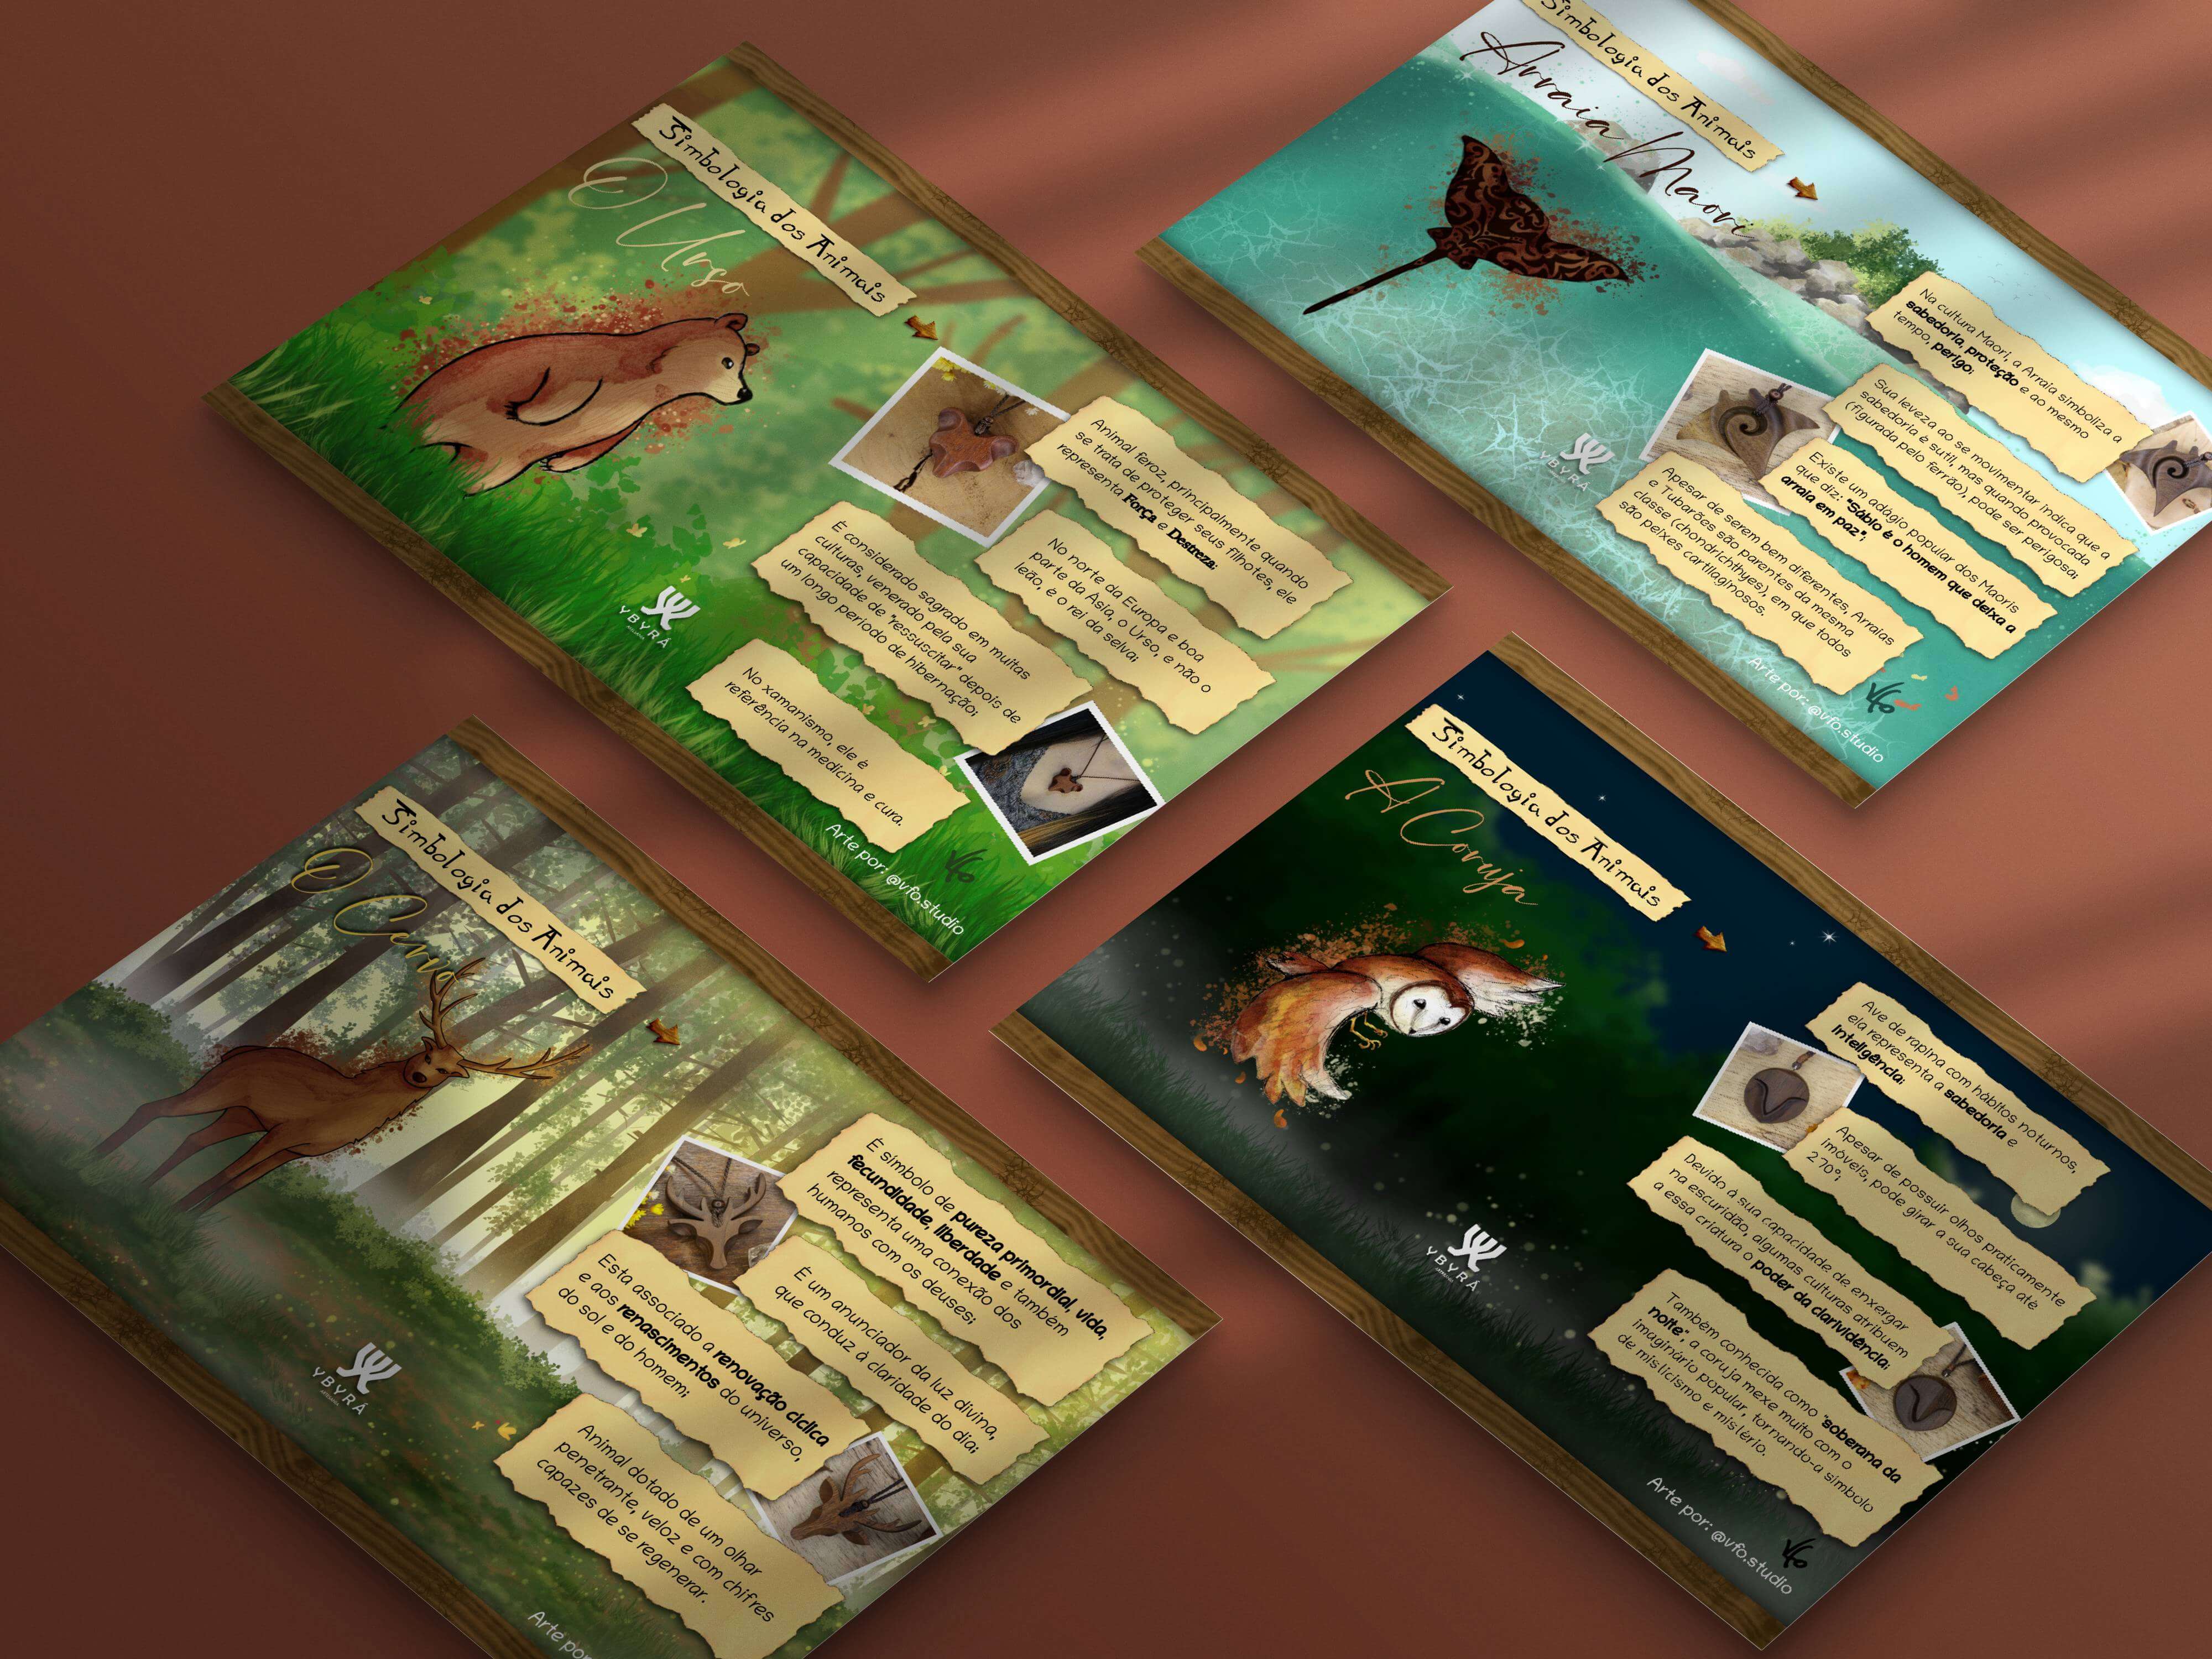 Simbologia dos Animais
O Urso
Animal feroz, principalmente quando
se trata de proteger seus filhotes, ele
representa Força e Destreza;
No norte da Europa e boa
parte da Ásia, o Urso, e não o
leão, é o rei da selva;
É considerado sagrado em muitas
culturas, venerado pela sua
capacidade de "ressuscitar" depois de
um longo período de hibernação;
No xamanismo, ele é
referência na medicina e cura.
YBYRÁ
Arte por: @vfo.studio
vfo
Simbologia dos Animais
Arraia Maori
Na cultura Maori, a Arraia simboliza a
sabedoria, proteção e ao mesmo
tempo, perigo;
Sua leveza ao se movimentar indica que a
sabedoria é sutil, mas quando provocada
(figurada pelo ferrão), pode ser perigosa;
Existe um adágio popular dos Maoris
que diz: "Sábio é o homem que deixa a
arraia em paz";
Apesar de serem bem diferentes, Arraias
e Tubarões são parentes da mesma
classe (chondrichthyes), em que todos
são peixes cartilaginosos.
YBYRÁ
Arte por: @vfo.studio
vfo
Simbologia dos Animais
O Cervo
É símbolo de pureza primordial, vida,
fecundidade, liberdade e também
representa uma conexão dos
humanos com os deuses;
É um anunciador da luz divina,
que conduz à claridade do dia;
Esta associado a renovação cíclica
e aos renascimentos do universo,
do sol e do homem;
Animal dotado de um olhar
penetrante, veloz e com chifres
capazes de se regenerar.
YBYRÁ
Arte por:
Simbologia dos Animais
A Coruja
Ave de rapina com hábitos noturnos,
ela representa a sabedoria e
inteligência;
Apesar de possuir olhos praticamente
imóveis, pode girar a sua cabeça até
270°;
Devido à sua capacidade de enxergar
na escuridão, algumas culturas atribuem
a essa criatura o poder da clarividência;
Também conhecida como "soberana da
noite", a coruja mexe muito com o
imaginário popular, tornando-a símbolo
de misticismo e mistério.
YBYRÁ
Arte por: @vfo.studio
vfo